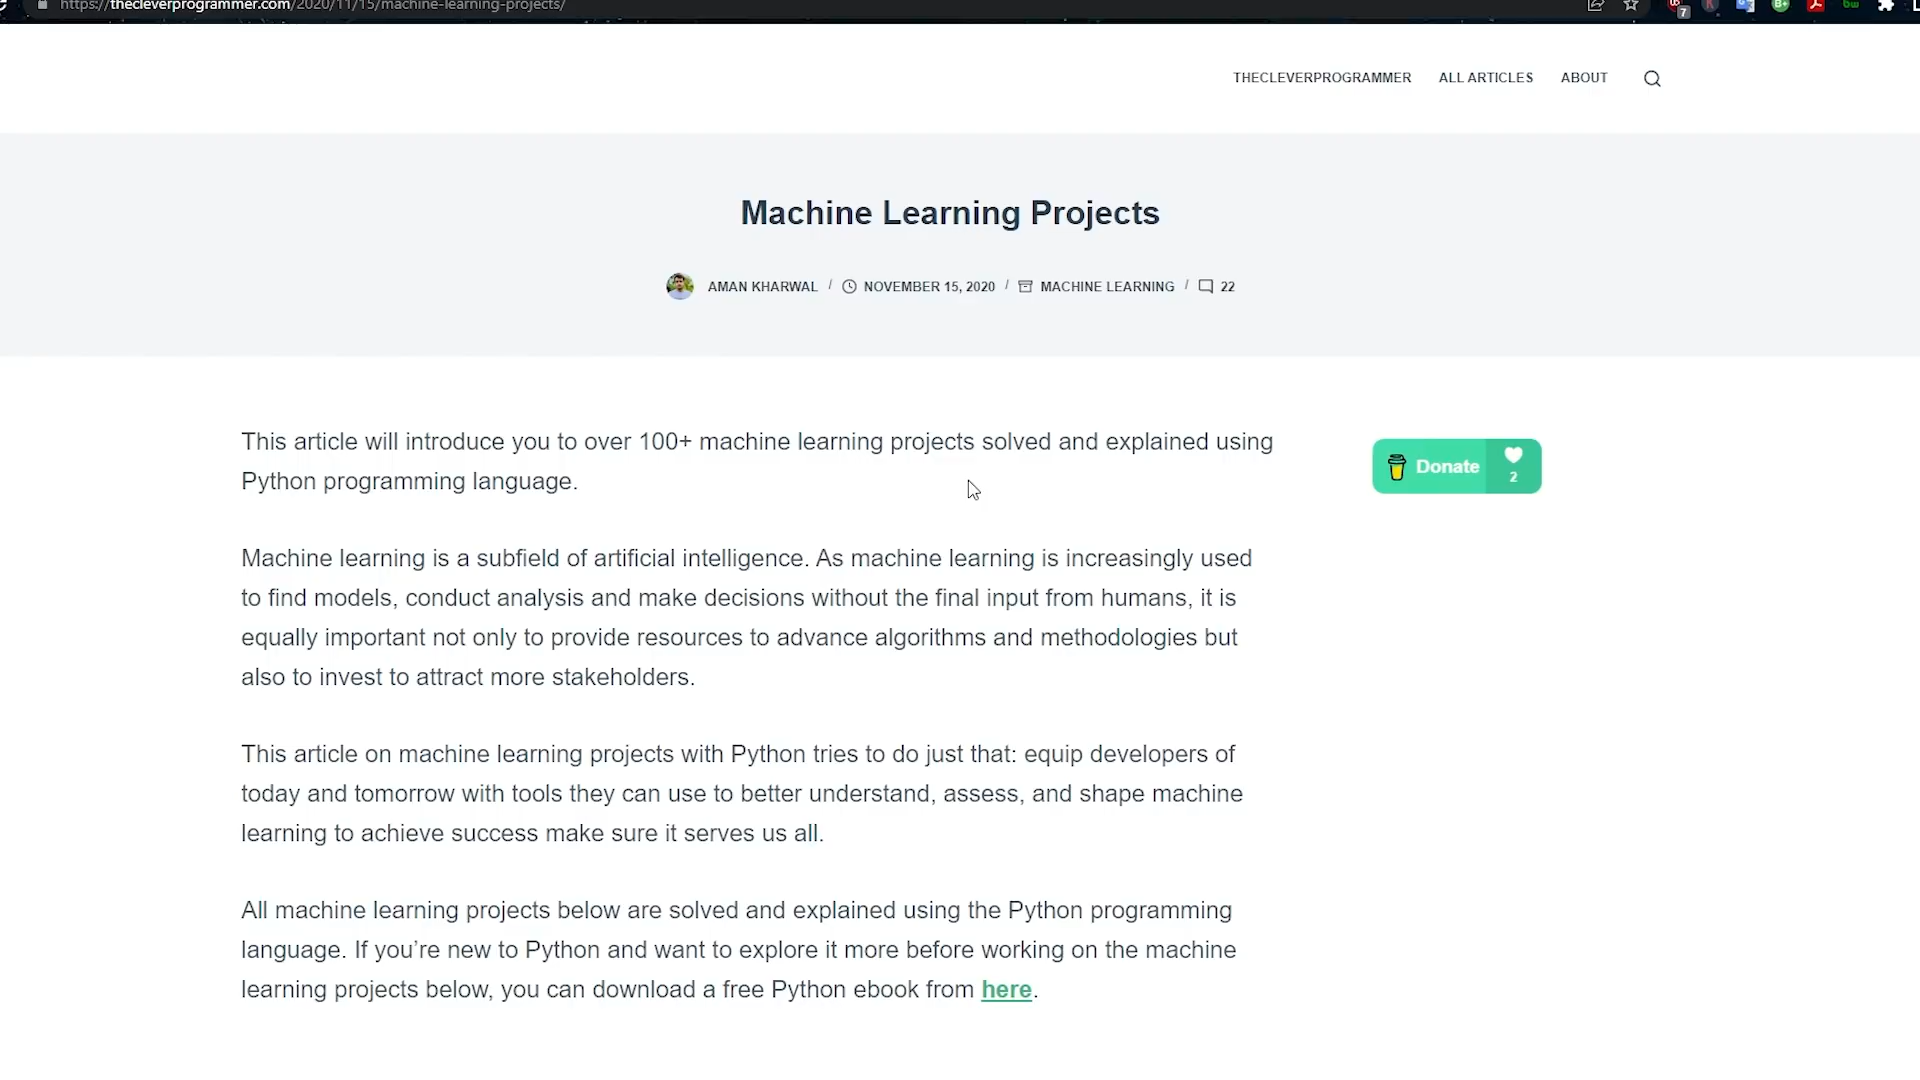 https://thecleverprogrammer.com/2020/11/15/machine-learning-projects/
7
THECLEVERPROGRAMMER ALL ARTICLES ABOUT
Machine Learning Projects
AMAN KHARWAL / NOVEMBER 15, 2020 / MACHINE LEARNING / 22
This article will introduce you to over 100+ machine learning projects solved and explained using
Python programming language.
Donate 2
Machine learning is a subfield of artificial intelligence. As machine learning is increasingly used
to find models, conduct analysis and make decisions without the final input from humans, it is
equally important not only to provide resources to advance algorithms and methodologies but
also to invest to attract more stakeholders.
This article on machine learning projects with Python tries to do just that: equip developers of
today and tomorrow with tools they can use to better understand, assess, and shape machine
learning to achieve success make sure it serves us all.
All machine learning projects below are solved and explained using the Python programming
language. If you’re new to Python and want to explore it more before working on the machine
learning projects below, you can download a free Python ebook from here.